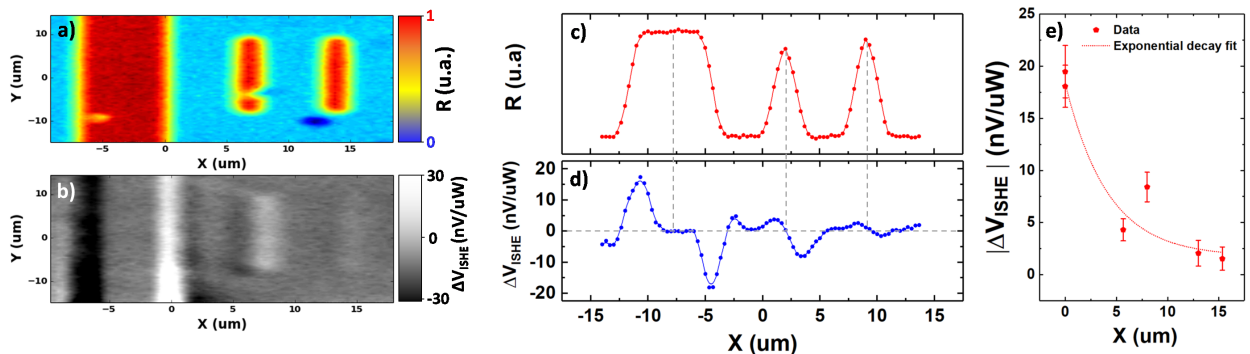 a)
10
0
-10
Y (um)
-5
0
5
10
15
X (um)
1
0
R (u.a.)
b)
10
0
-10
Y (um)
-5
0
5
10
15
X (um)
30
0
-30
ΔV_ISHE (nV/uW)
c)
R (u.a)
d)
20
10
0
-10
-20
ΔV_ISHE (nV/uW)
-15
-10
-5
0
5
10
15
X (um)
e)
Data
Exponential decay fit
25
20
15
10
5
0
|ΔV_ISHE| (nV/uW)
0
5
10
15
X (um)